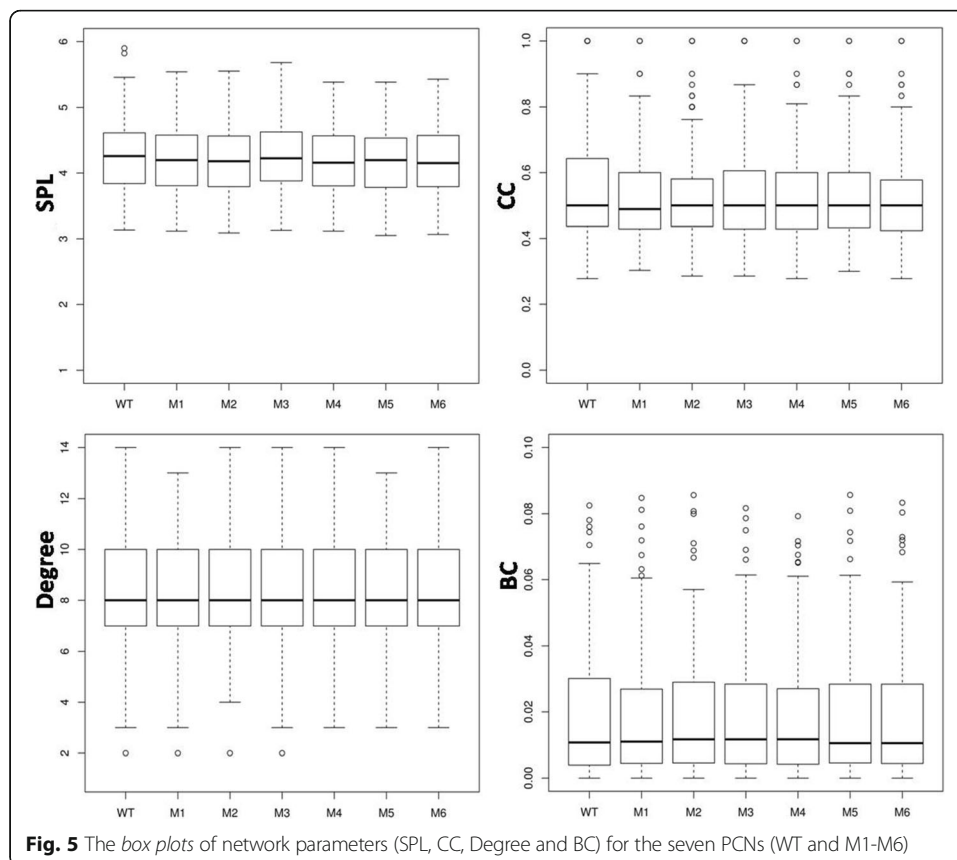 SPL
6
5
4
3
2
1
WT M1 M2 M3 M4 M5 M6
CC
1.0
0.8
0.6
0.4
0.2
0.0
WT M1 M2 M3 M4 M5 M6
Degree
14
12
10
8
6
4
2
WT M1 M2 M3 M4 M5 M6
BC
0.10
0.08
0.06
0.04
0.02
0.00
WT M1 M2 M3 M4 M5 M6
Fig. 5 The box plots of network parameters (SPL, CC, Degree and BC) for the seven PCNs (WT and M1-M6)